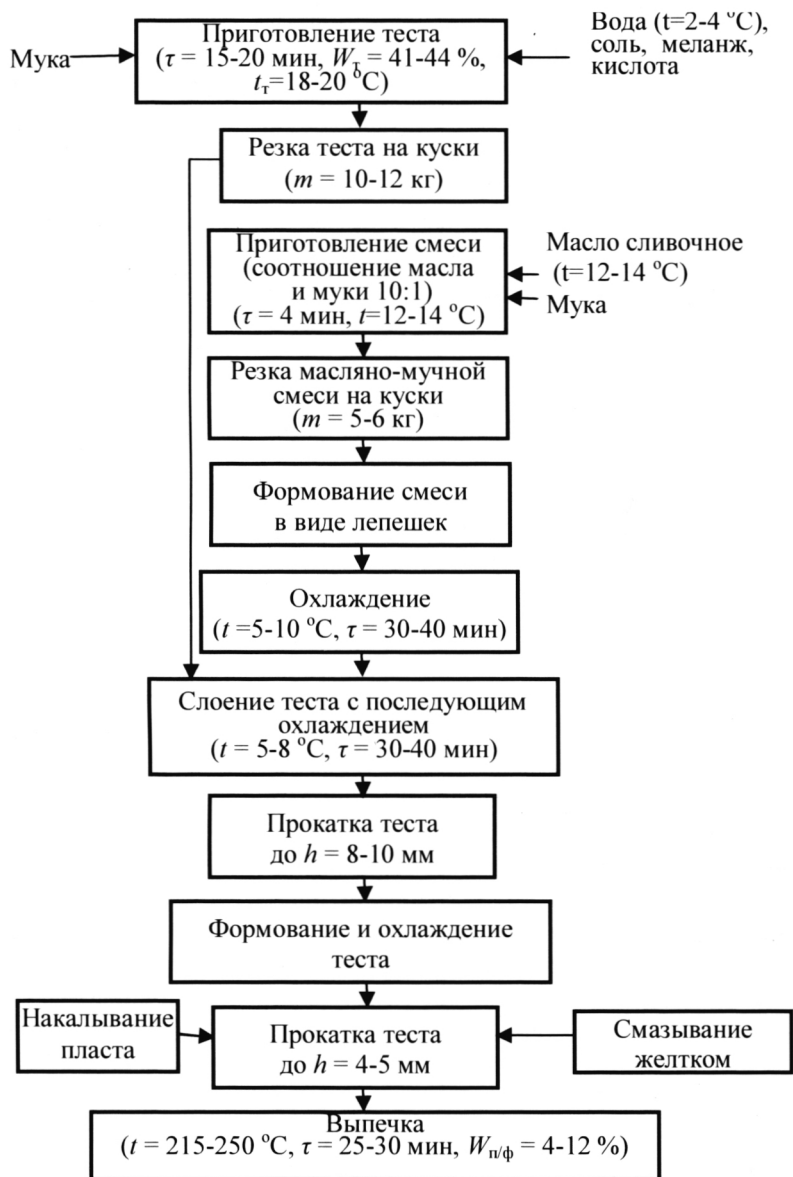 Мука
Приготовление теста
(τ = 15-20 мин, Wт = 41-44 %,
tт=18-20 °С)
Вода (t=2-4 °С),
соль, меланж,
кислота
Резка теста на куски
(m = 10-12 кг)
Приготовление смеси
(соотношение масла
и муки 10:1)
(τ = 4 мин, t=12-14 °С)
Масло сливочное
(t=12-14 °С)
Мука
Резка масляно-мучной
смеси на куски
(m = 5-6 кг)
Формование смеси
в виде лепешек
Охлаждение
(t =5-10 °С, τ = 30-40 мин)
Слоение теста с последующим
охлаждением
(t = 5-8 °С, τ = 30-40 мин)
Прокатка теста
до h = 8-10 мм
Формование и охлаждение
теста
Накалывание
пласта
Прокатка теста
до h = 4-5 мм
Смазывание
желтком
Выпечка
(t = 215-250 °С, τ = 25-30 мин, Wп/ф = 4-12 %)